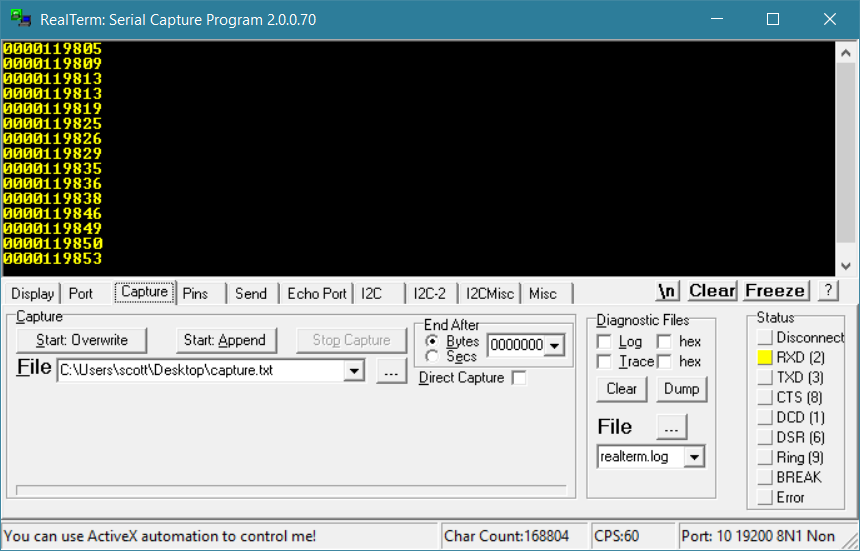 RealTerm: Serial Capture Program 2.0.0.70
0000119805
0000119809
0000119813
0000119813
0000119819
0000119825
0000119826
0000119829
0000119835
0000119836
0000119838
0000119846
0000119849
0000119850
0000119853
Display Port Capture Pins Send Echo Port I2C I2C-2 I2CMisc Misc \n Clear Freeze ?
Capture
Start: Overwrite Start: Append Stop Capture
File C:\Users\scott\Desktop\capture.txt ...
End After
Bytes 0000000
Secs
Direct Capture
Diagnostic Files
Log hex
Trace hex
Clear Dump
File ...
realterm.log
Status
Disconnect
RXD (2)
TXD (3)
CTS (8)
DCD (1)
DSR (6)
Ring (9)
BREAK
Error
You can use ActiveX automation to control me! Char Count:168804 CPS:60 Port: 10 19200 8N1 Non